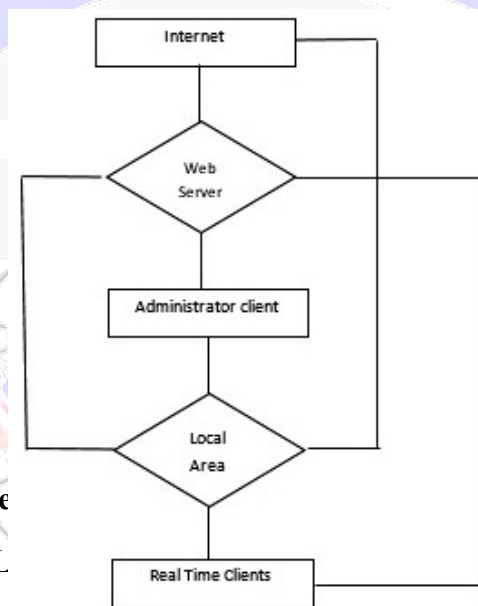 Internet
Web
Server
Administrator client
Local
Area
e
L
Real Time Clients